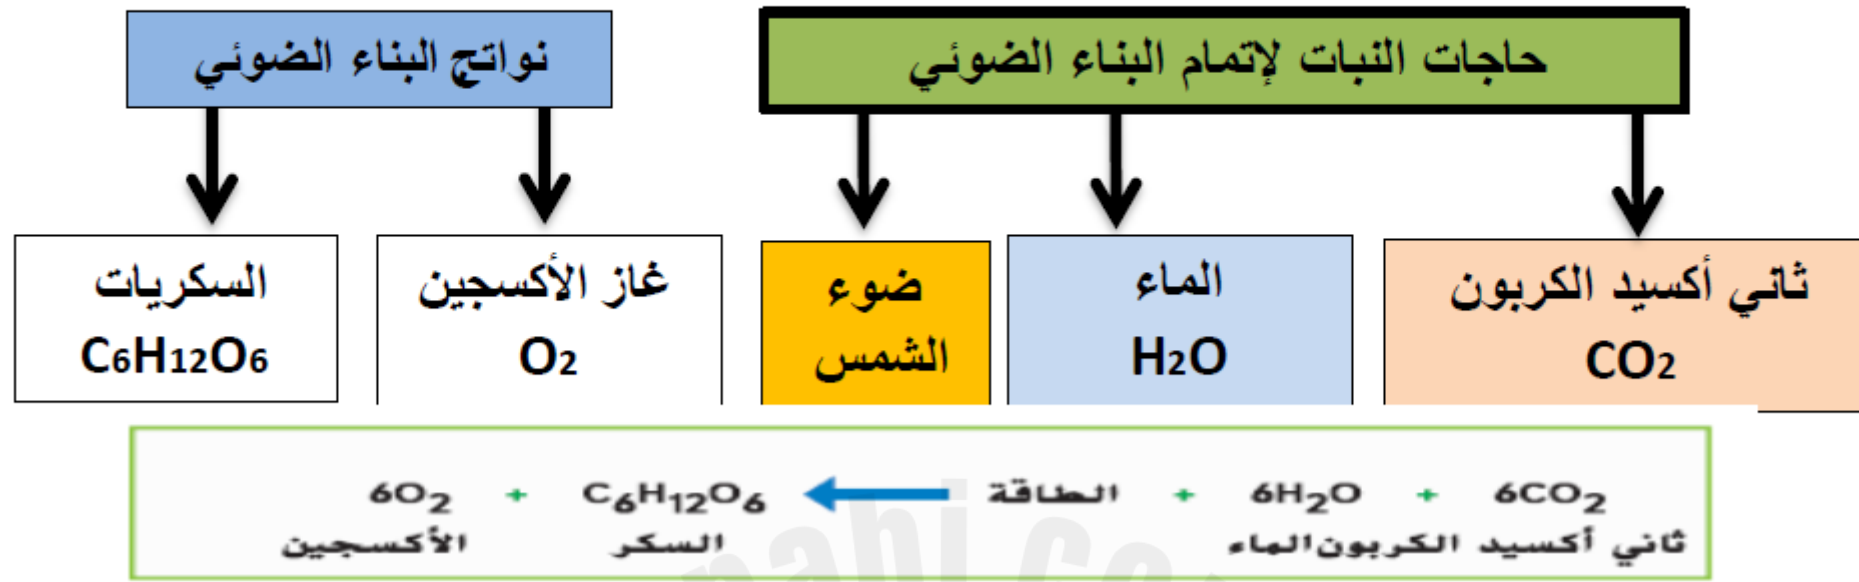 حاجات النبات لإتمام البناء الضوئي
ثاني أكسيد الكربون
CO2
الماء
H2O
ضوء
الشمس
نواتج البناء الضوئي
غاز الأكسجين
O2
السكريات
C6H12O6
6CO2 + 6H2O + الطاقة ← C6H12O6 + 6O2
ثاني أكسيد الكربون الماء السكر الأكسجين